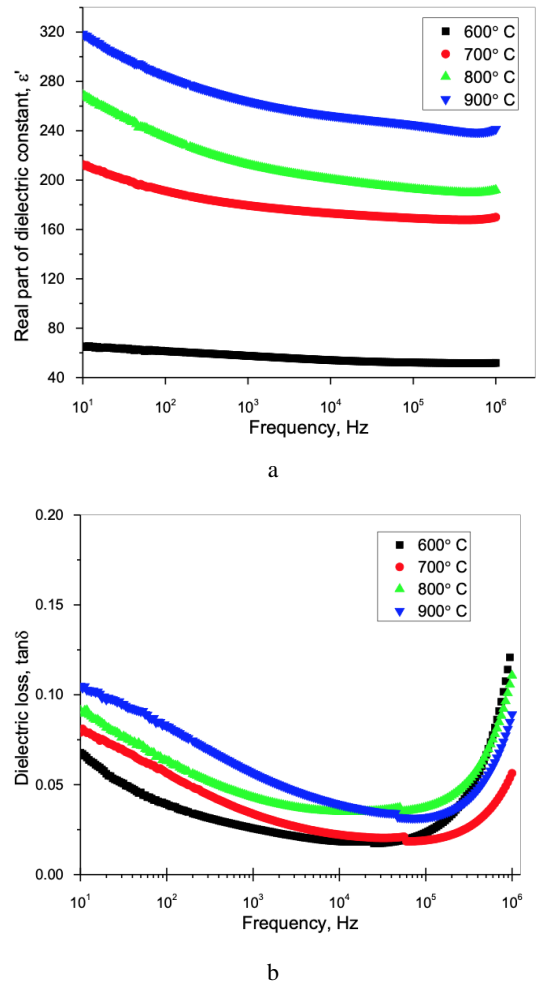 360
320
280
240
200
160
120
80
40
Real part of dielectric constant, ε'
600° C
700° C
800° C
900° C
10¹ 10² 10³ 10⁴ 10⁵ 10⁶
Frequency, Hz
a
0.20
0.15
0.10
0.05
0.00
Dielectric loss, tanδ
600° C
700° C
800° C
900° C
10¹ 10² 10³ 10⁴ 10⁵ 10⁶
Frequency, Hz
b